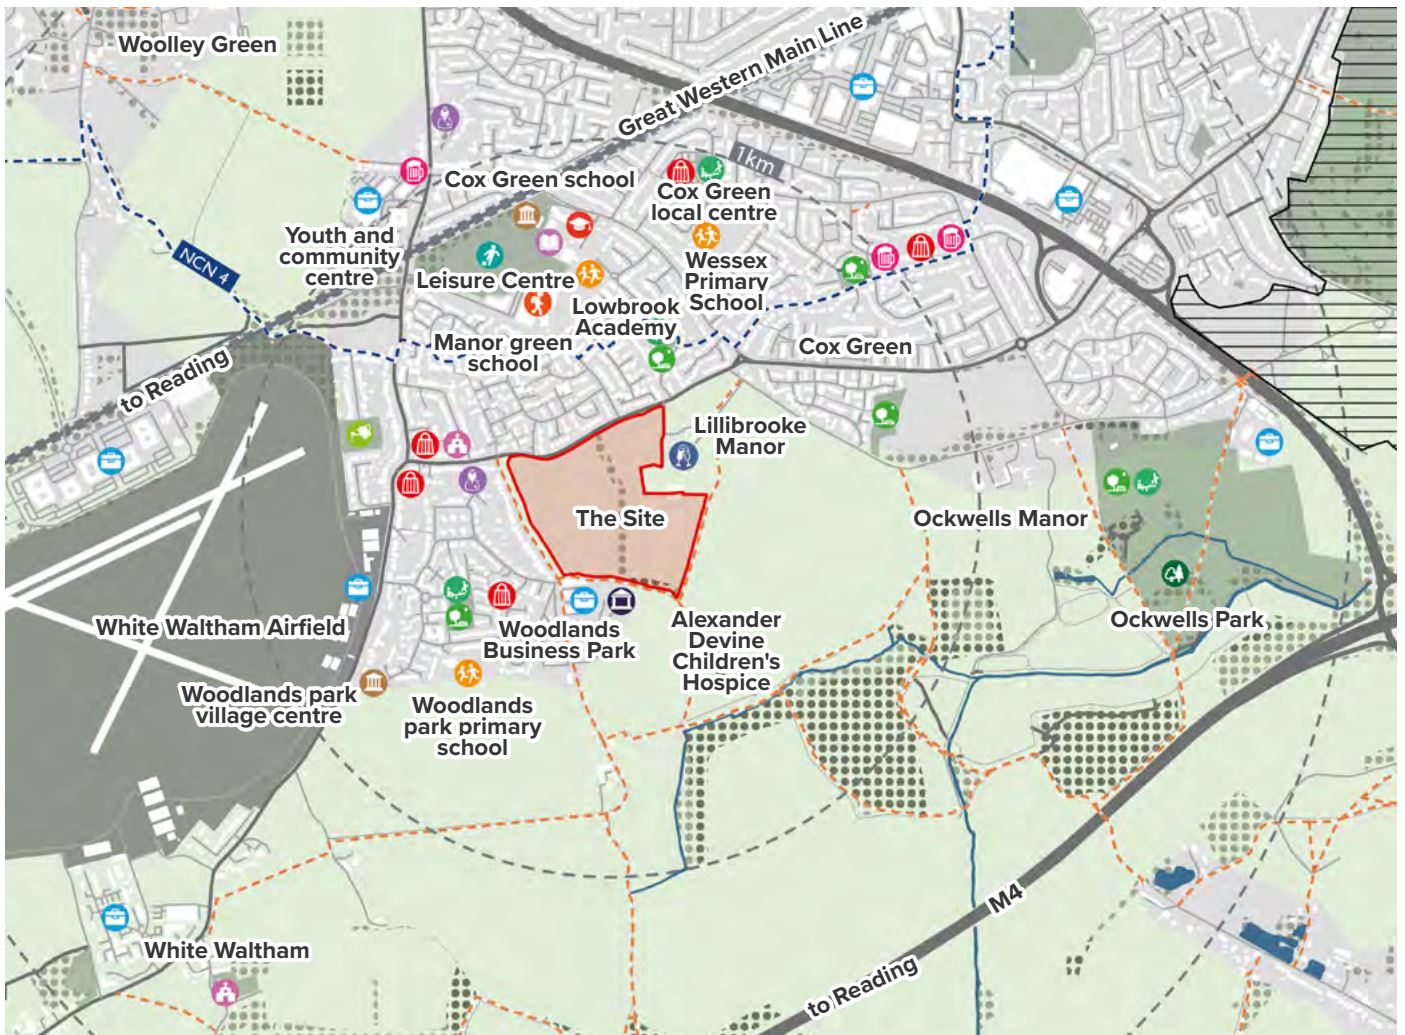 Woolley Green
Great Western Main Line
1km
Cox Green school
Cox Green
local centre
Youth and
community
centre
NCN 4
Leisure Centre
Wessex
Primary
School
Lowbrook
Academy
Manor green
school
Cox Green
to Reading
Lillibrooke
Manor
The Site
Ockwells Manor
White Waltham Airfield
Woodlands
Business Park
Alexander
Devine
Children's
Hospice
Ockwells Park
Woodlands park
village centre
Woodlands
park primary
school
M4
White Waltham
to Reading